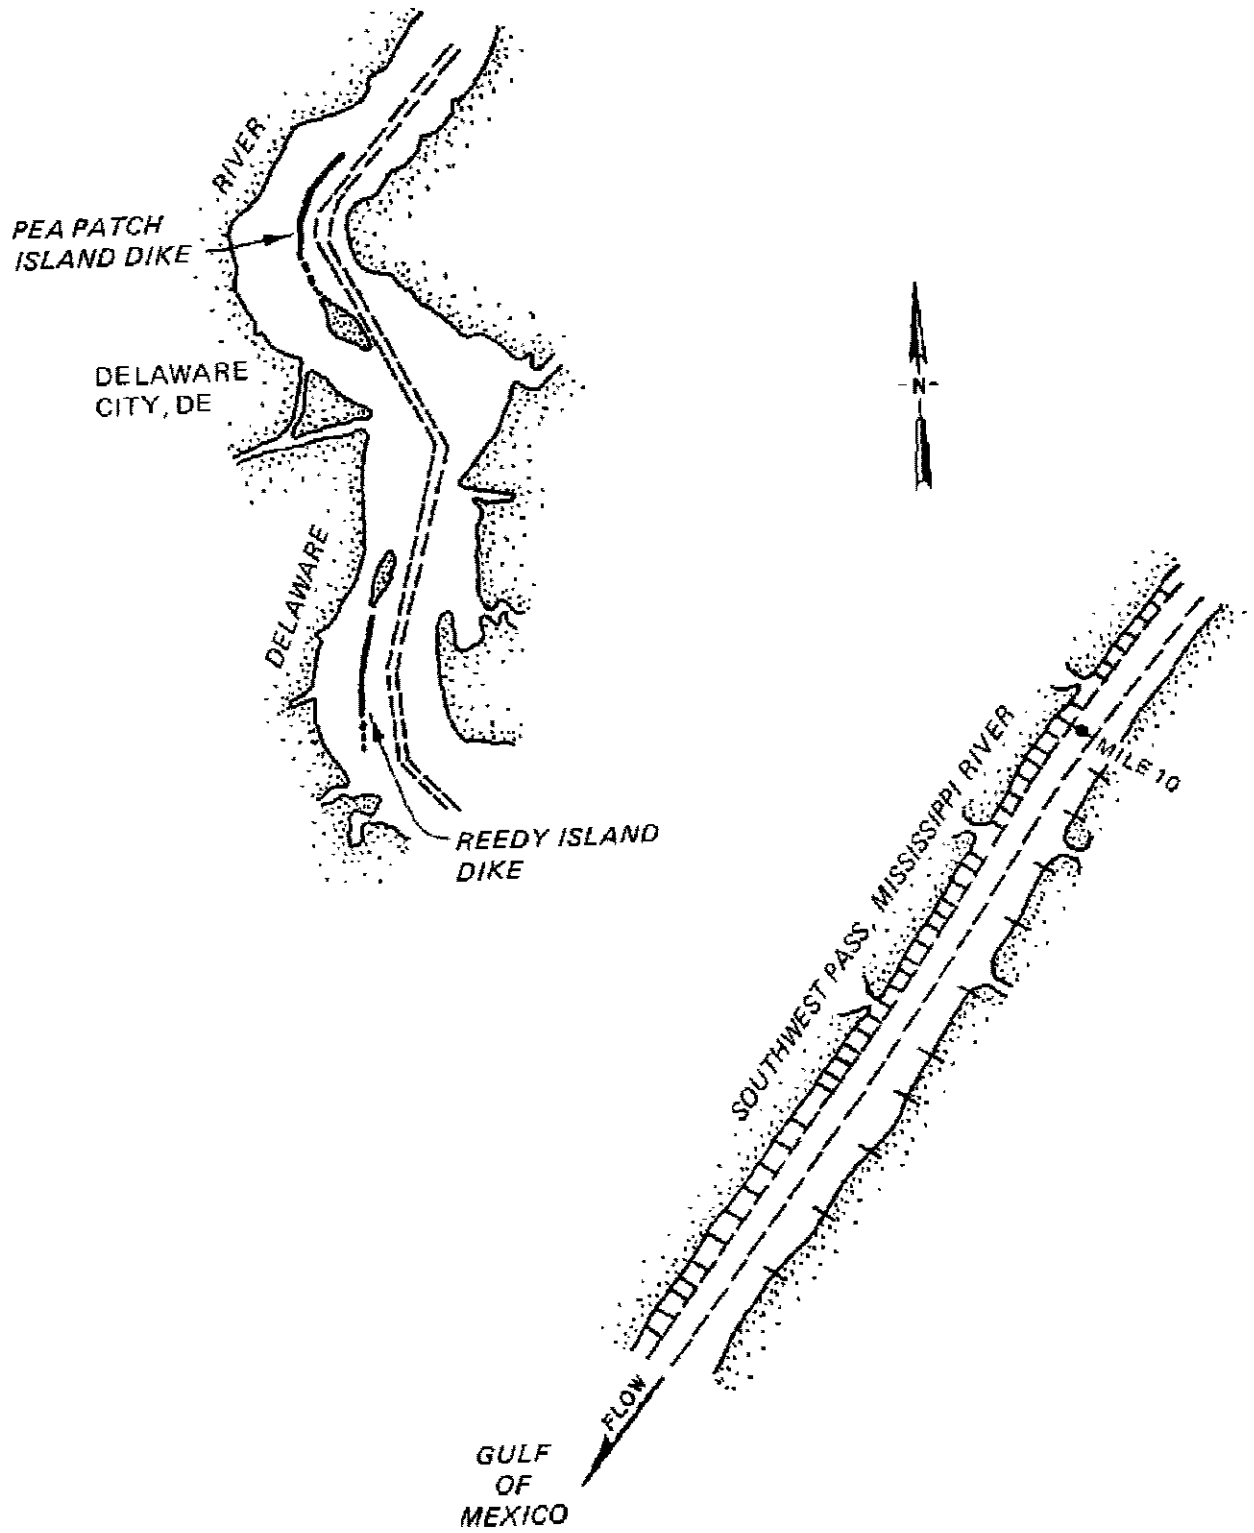 RIVER
PEA PATCH
ISLAND DIKE
DELAWARE
CITY, DE
N
DELAWARE
REEDY ISLAND
DIKE
MILE 10
SOUTHWEST PASS, MISSISSIPPI RIVER
FLOW
GULF
OF
MEXICO